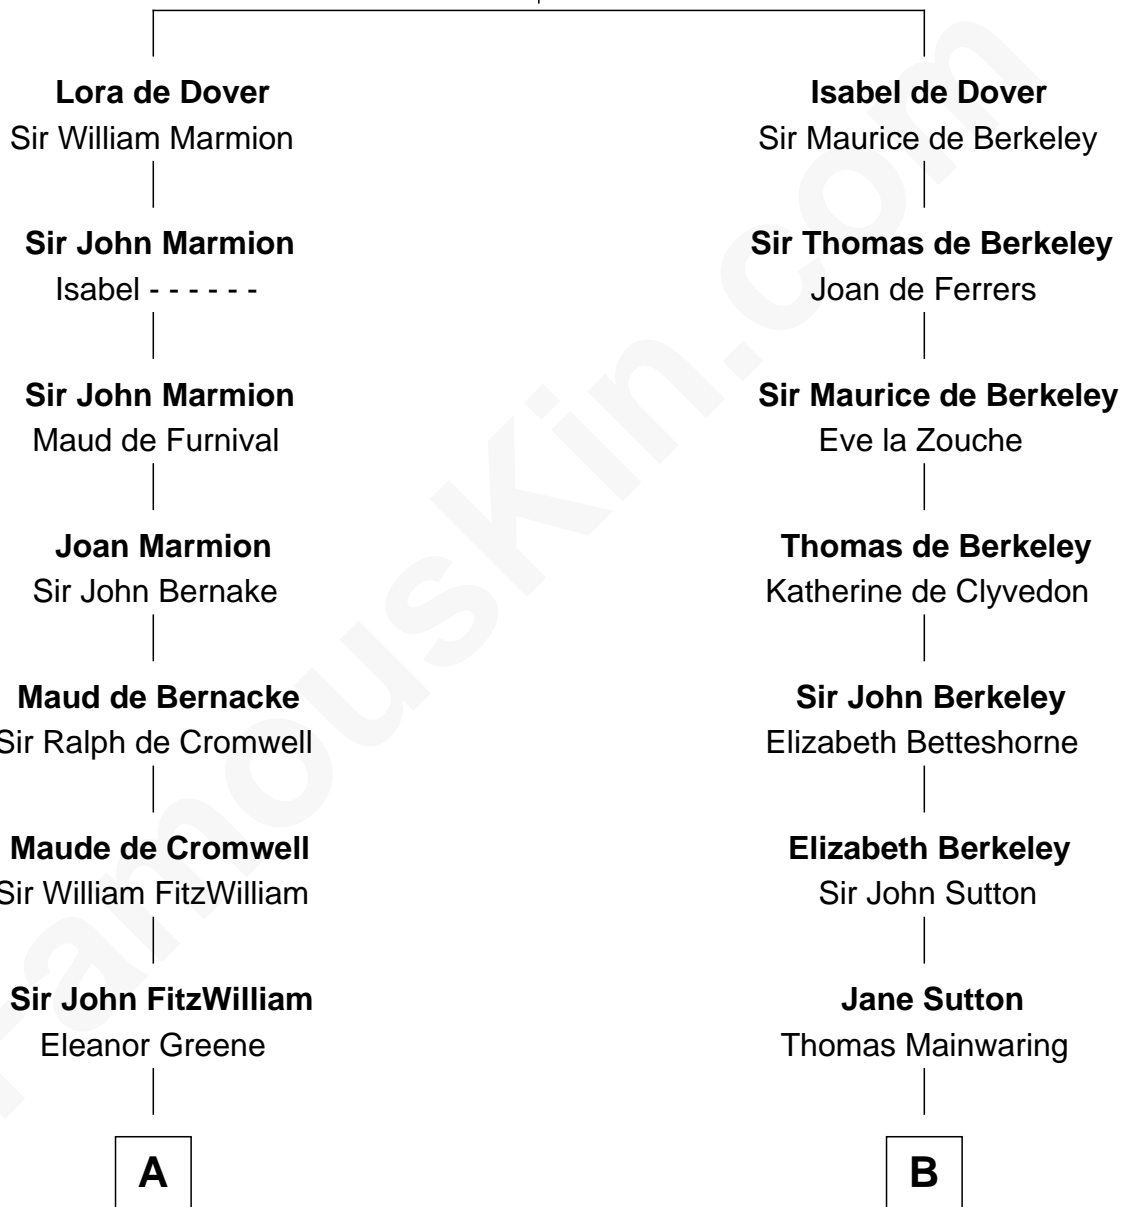 Lora de Dover
Sir William Marmion
Isabel de Dover
Sir Maurice de Berkeley
Sir John Marmion
Isabel - - - - - -
Sir Thomas de Berkeley
Joan de Ferrers
Sir John Marmion
Maud de Furnival
Sir Maurice de Berkeley
Eve la Zouche
Joan Marmion
Sir John Bernake
Thomas de Berkeley
Katherine de Clyvedon
Maud de Bernacke
Sir Ralph de Cromwell
Sir John Berkeley
Elizabeth Betteshorne
Maude de Cromwell
Sir William FitzWilliam
Elizabeth Berkeley
Sir John Sutton
Sir John FitzWilliam
Eleanor Greene
Jane Sutton
Thomas Mainwaring
A
B
FamousKin.com